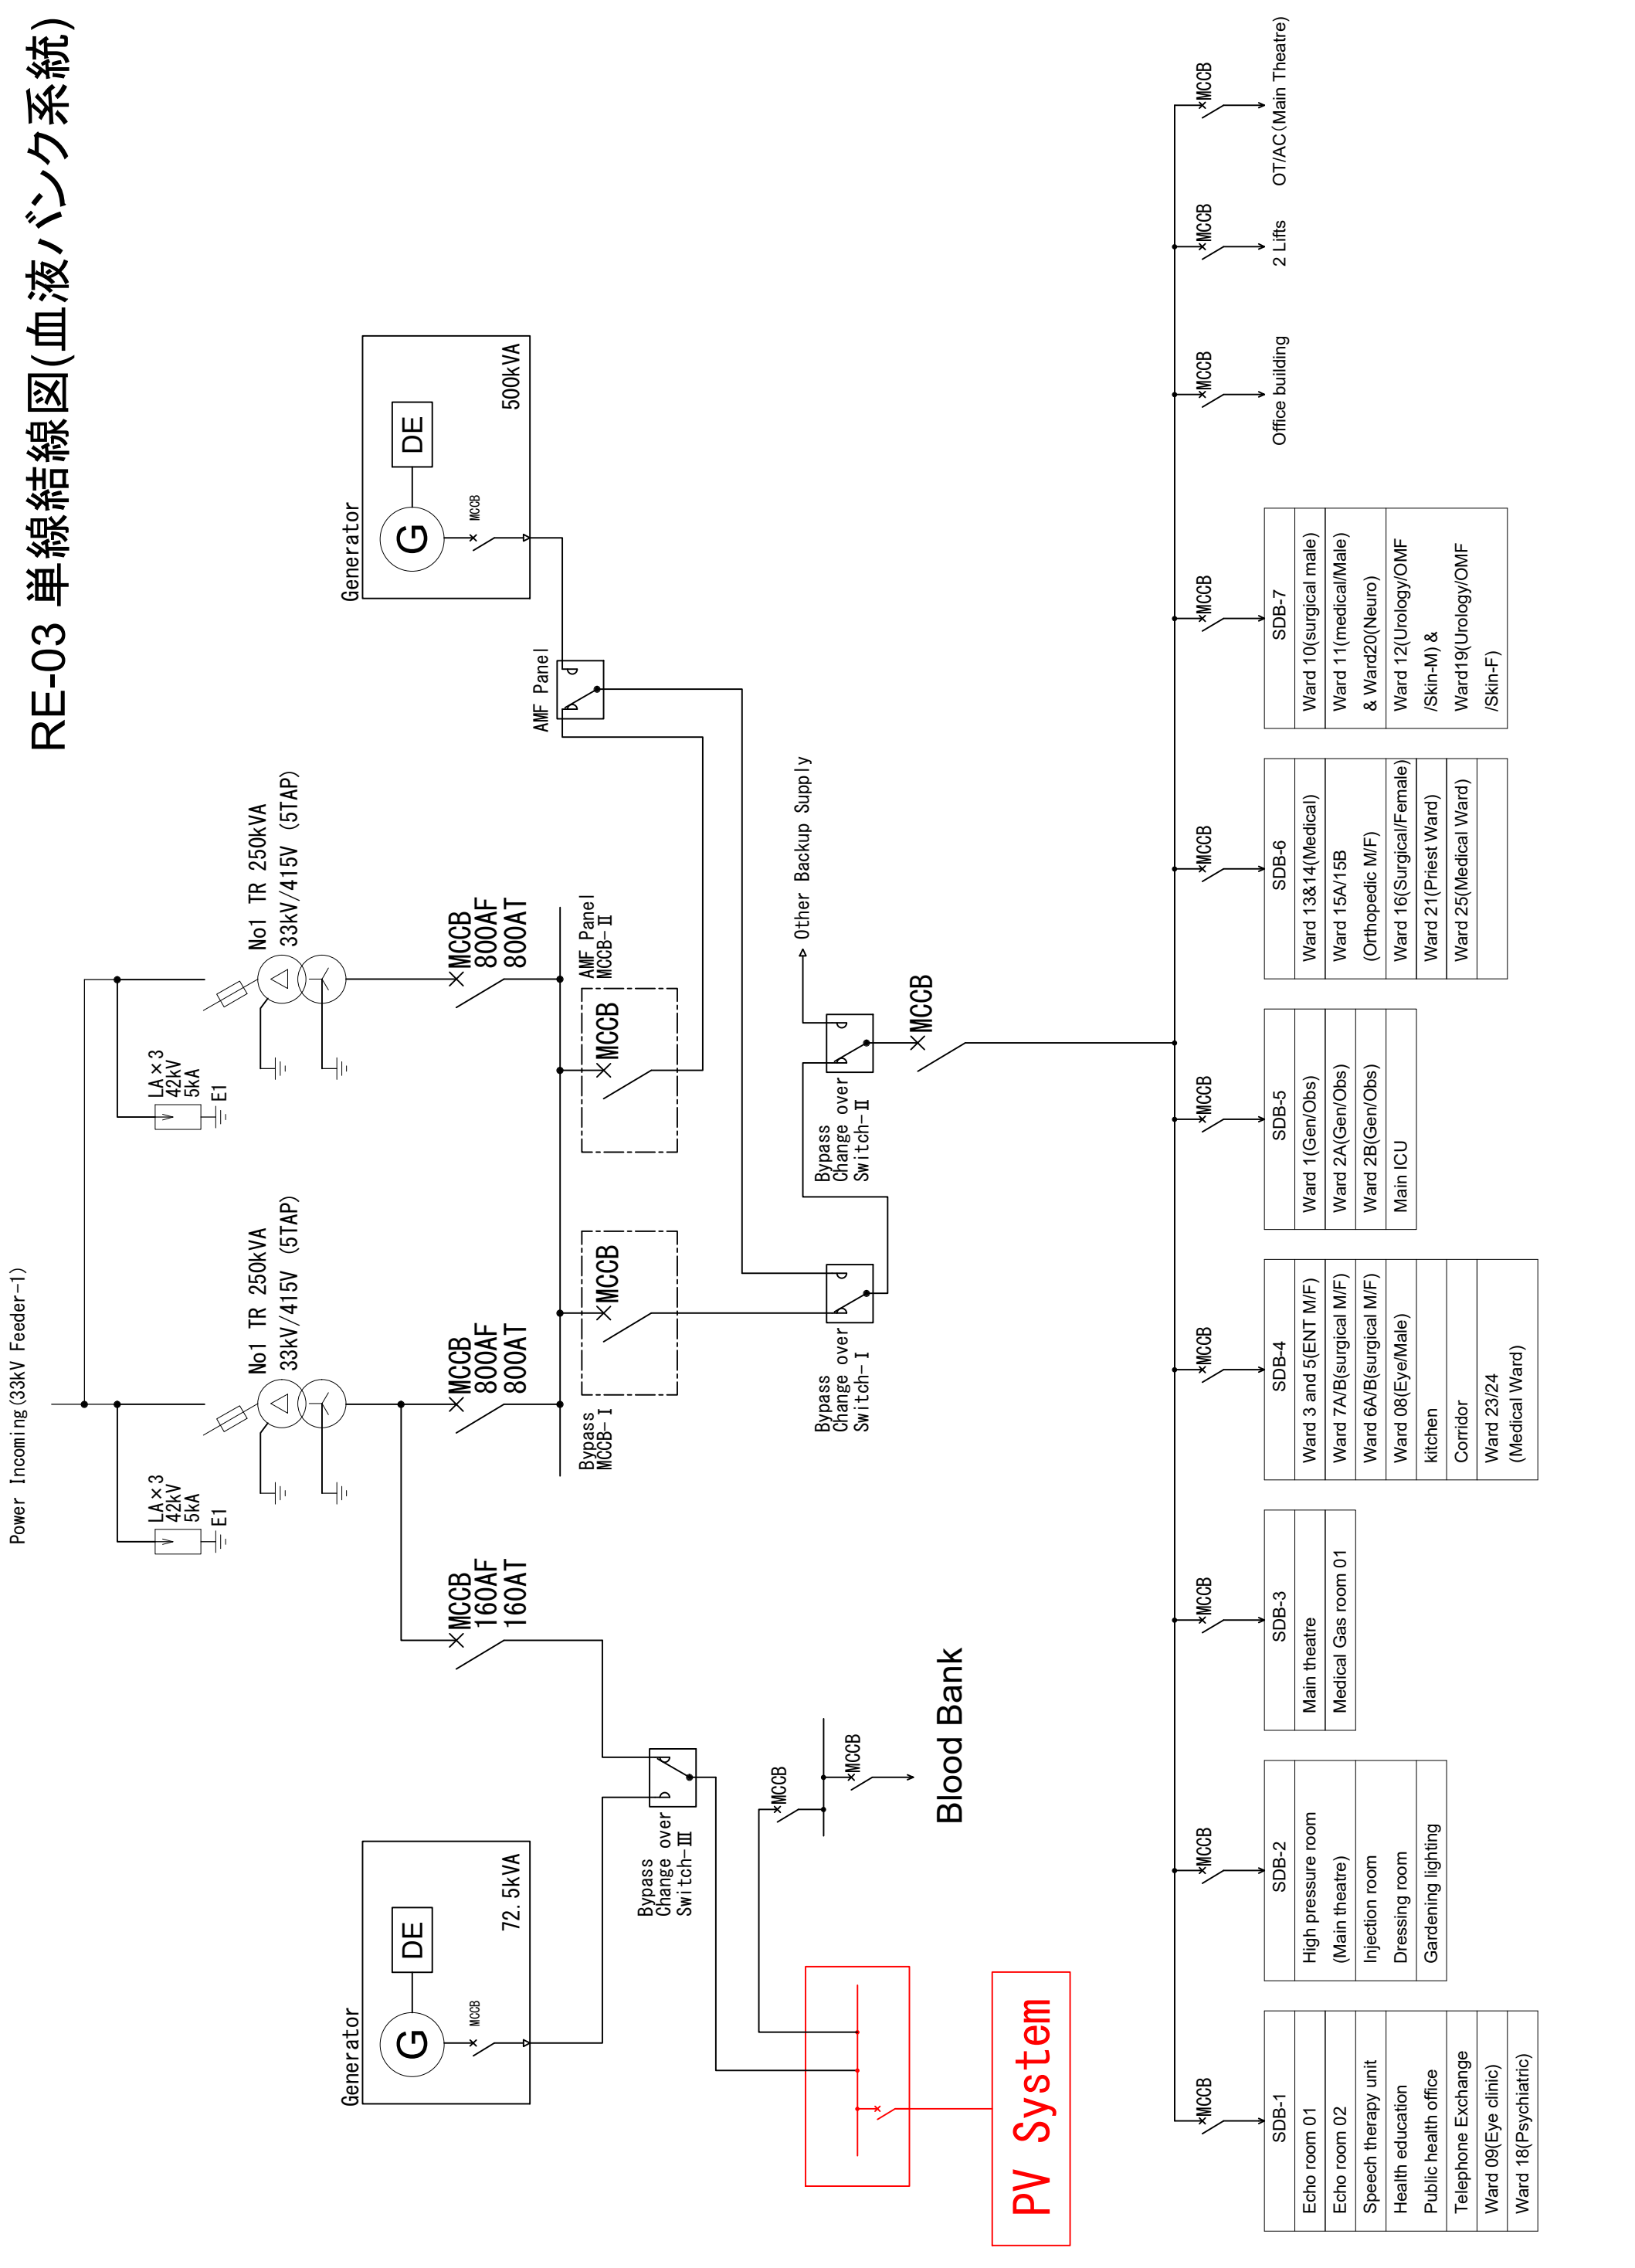 RE-03 単線結線図(血液バンク系統)
Power Incoming(33kV Feeder-1)
LA×3
42kV
5kA
E1
No1 TR 250kVA
33kV/415V (5TAP)
LA×3
42kV
5kA
E1
No1 TR 250kVA
33kV/415V (5TAP)
Generator
G
DE
MCCB
72.5kVA
MCCB
160AF
160AT
MCCB
800AF
800AT
MCCB
800AF
800AT
Generator
G
DE
MCCB
500kVA
AMF Panel
Bypass
MCCB-Ⅰ
MCCB
AMF Panel
MCCB-Ⅱ
MCCB
Bypass
Change over
Switch-Ⅲ
Bypass
Change over
Switch-Ⅰ
Bypass
Change over
Switch-Ⅱ
Other Backup Supply
MCCB
MCCB
MCCB
Blood Bank
PV System
MCCB
MCCB
MCCB
MCCB
MCCB
MCCB
MCCB
MCCB
MCCB
MCCB
SDB-1
Echo room 01
Echo room 02
Speech therapy unit
Health education
Public health office
Telephone Exchange
Ward 09(Eye clinic)
Ward 18(Psychiatric)
SDB-2
High pressure room
(Main theatre)
Injection room
Dressing room
Gardening lighting
SDB-3
Main theatre
Medical Gas room 01
SDB-4
Ward 3 and 5(ENT M/F)
Ward 7A/B(surgical M/F)
Ward 6A/B(surgical M/F)
Ward 08(Eye/Male)
kitchen
Corridor
Ward 23/24
(Medical Ward)
SDB-5
Ward 1(Gen/Obs)
Ward 2A(Gen/Obs)
Ward 2B(Gen/Obs)
Main ICU
SDB-6
Ward 13&14(Medical)
Ward 15A/15B
(Orthopedic M/F)
Ward 16(Surgical/Female)
Ward 21(Priest Ward)
Ward 25(Medical Ward)
SDB-7
Ward 10(surgical male)
Ward 11(medical/Male)
& Ward20(Neuro)
Ward 12(Urology/OMF
/Skin-M) &
Ward19(Urology/OMF
/Skin-F)
Office building
2 Lifts
OT/AC(Main Theatre)